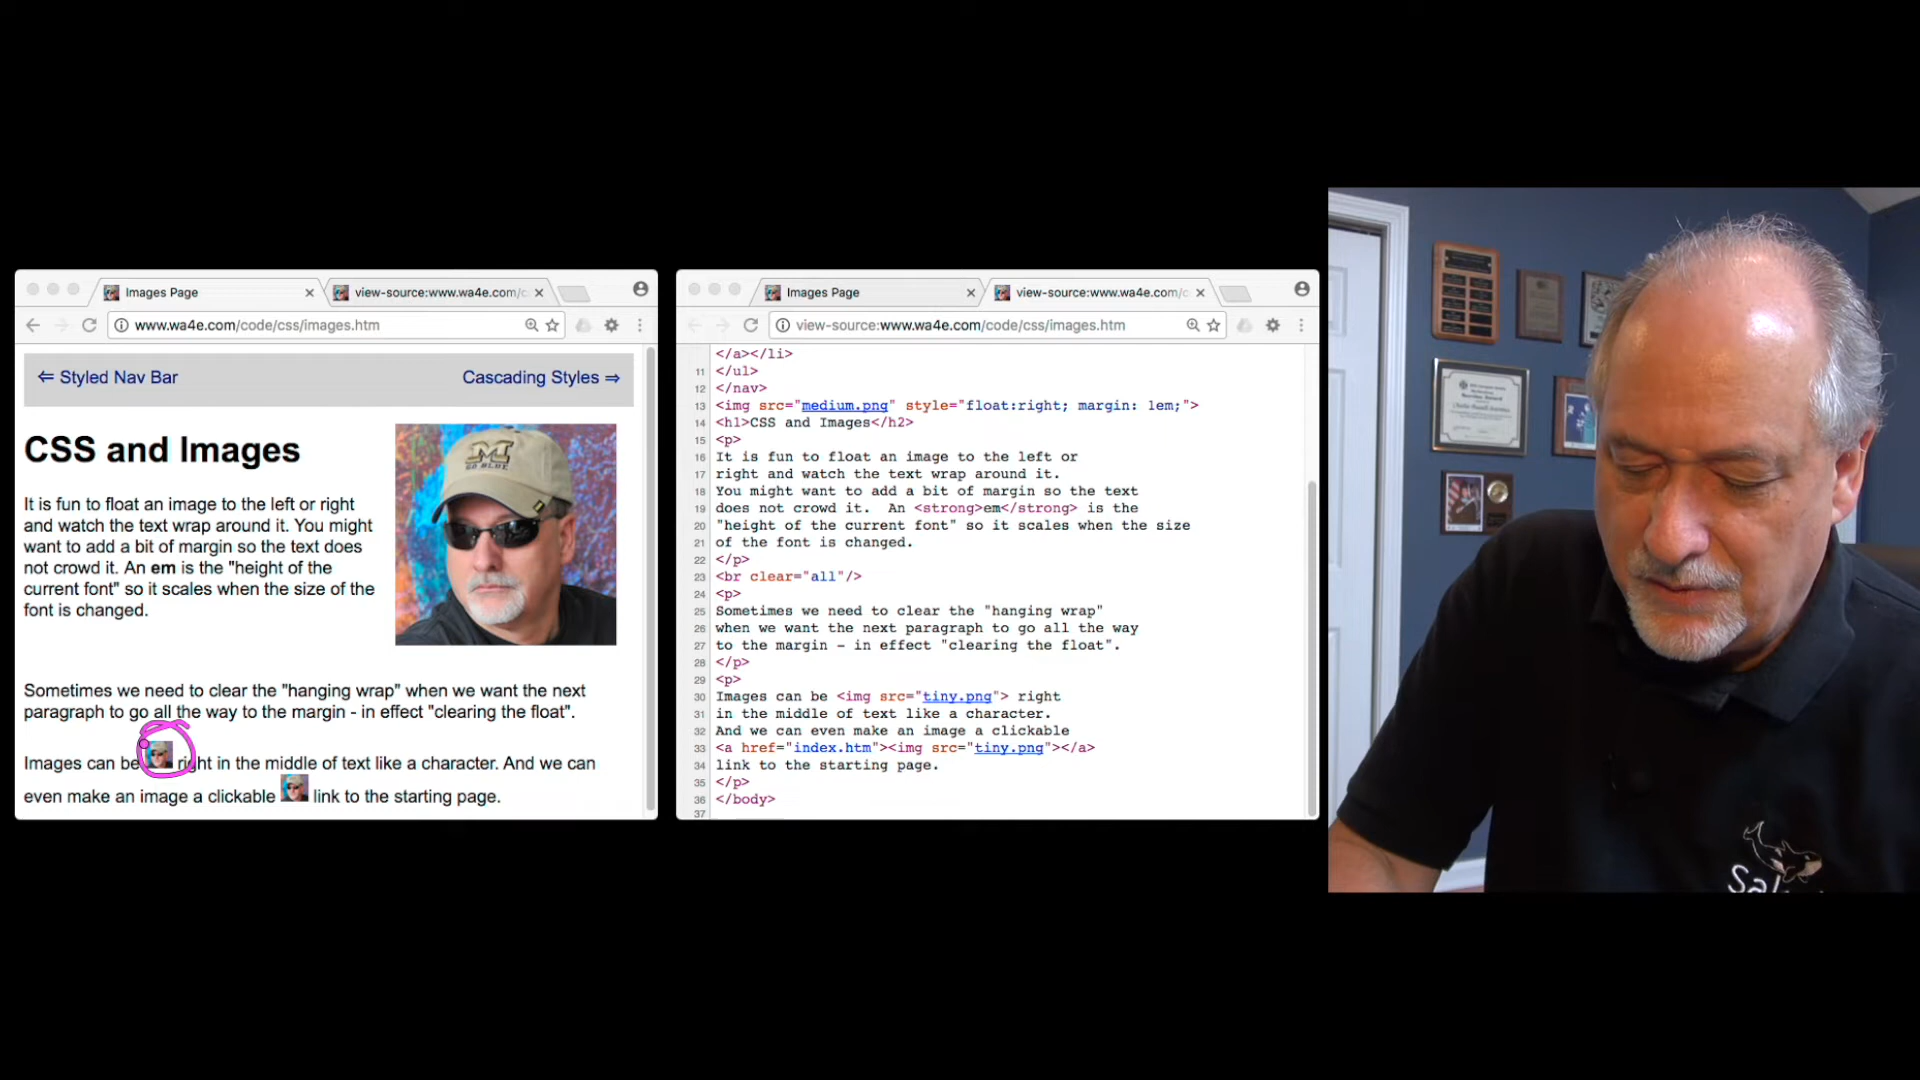 Images Page
view-source:www.wa4e.com/c
www.wa4e.com/code/css/images.htm
⇐ Styled Nav Bar
Cascading Styles ⇒
CSS and Images
It is fun to float an image to the left or right
and watch the text wrap around it. You might
want to add a bit of margin so the text does
not crowd it. An em is the "height of the
current font" so it scales when the size of the
font is changed.
M
GO BLUE
Sometimes we need to clear the "hanging wrap" when we want the next
paragraph to go all the way to the margin - in effect "clearing the float".
Images can be right in the middle of text like a character. And we can
even make an image a clickable link to the starting page.
Images Page
view-source:www.wa4e.com/c
view-source:www.wa4e.com/code/css/images.htm
</a></li>
11 </ul>
12 </nav>
13 <img src="medium.png" style="float:right; margin: 1em;">
14 <h1>CSS and Images</h2>
15 <p>
16 It is fun to float an image to the left or
17 right and watch the text wrap around it.
18 You might want to add a bit of margin so the text
19 does not crowd it.  An <strong>em</strong> is the
20 "height of the current font" so it scales when the size
21 of the font is changed.
22 </p>
23 <br clear="all"/>
24 <p>
25 Sometimes we need to clear the "hanging wrap"
26 when we want the next paragraph to go all the way
27 to the margin - in effect "clearing the float".
28 </p>
29 <p>
30 Images can be <img src="tiny.png"> right
31 in the middle of text like a character.
32 And we can even make an image a clickable
33 <a href="index.htm"><img src="tiny.png"></a>
34 link to the starting page.
35 </p>
36 </body>
37